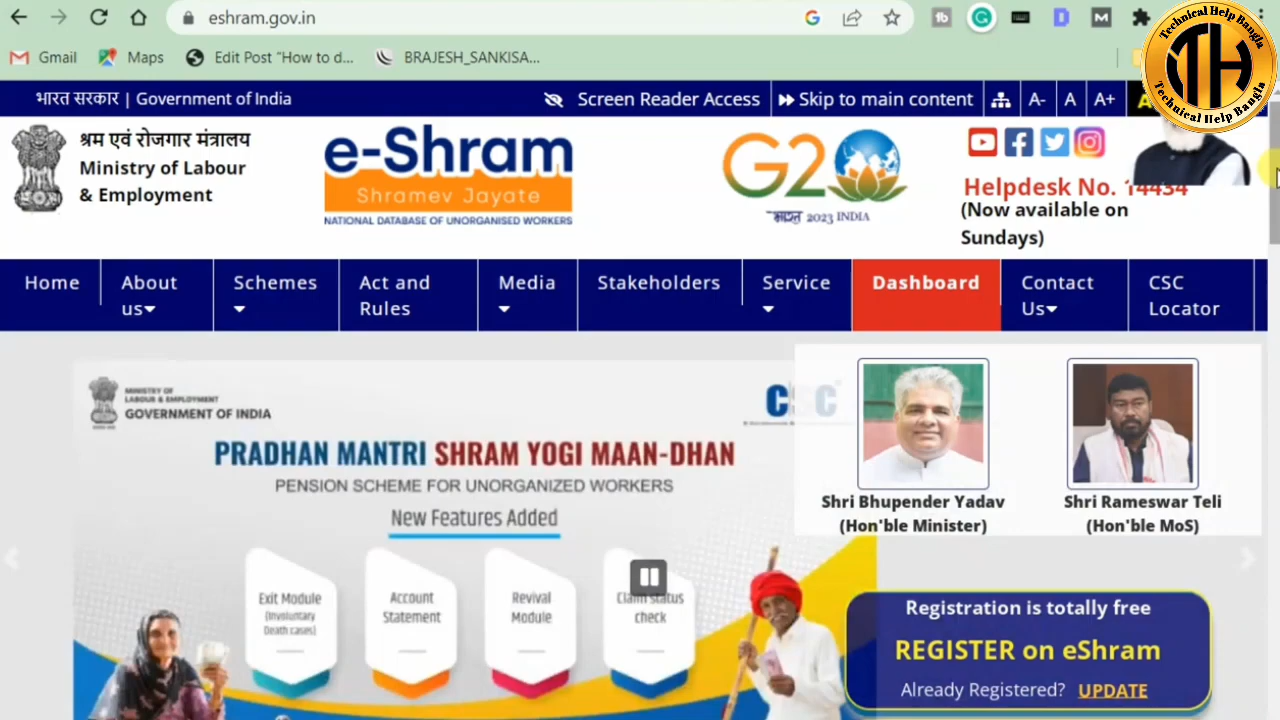 eshram.gov.in
Gmail
Maps
Edit Post "How to d...
BRAJESH_SANKISA...
Technical Help Bangla
TH
Technical Help Bangla
भारत सरकार | Government of India
Screen Reader Access
Skip to main content
A-
A
A+
श्रम एवं रोजगार मंत्रालय
Ministry of Labour
& Employment
e-Shram
Shramev Jayate
NATIONAL DATABASE OF UNORGANISED WORKERS
G20
भारत 2023 INDIA
Helpdesk No. 14434
(Now available on
Sundays)
Home
About
us
Schemes
Act and
Rules
Media
Stakeholders
Service
Dashboard
Contact
Us
CSC
Locator
MINISTRY OF
LABOUR & EMPLOYMENT
GOVERNMENT OF INDIA
CSC
PRADHAN MANTRI SHRAM YOGI MAAN-DHAN
PENSION SCHEME FOR UNORGANIZED WORKERS
New Features Added
Exit Module
(Involuntary
Death cases)
Account
Statement
Revival
Module
Claim status
check
Shri Bhupender Yadav
(Hon'ble Minister)
Shri Rameswar Teli
(Hon'ble MoS)
Registration is totally free
REGISTER on eShram
Already Registered? UPDATE